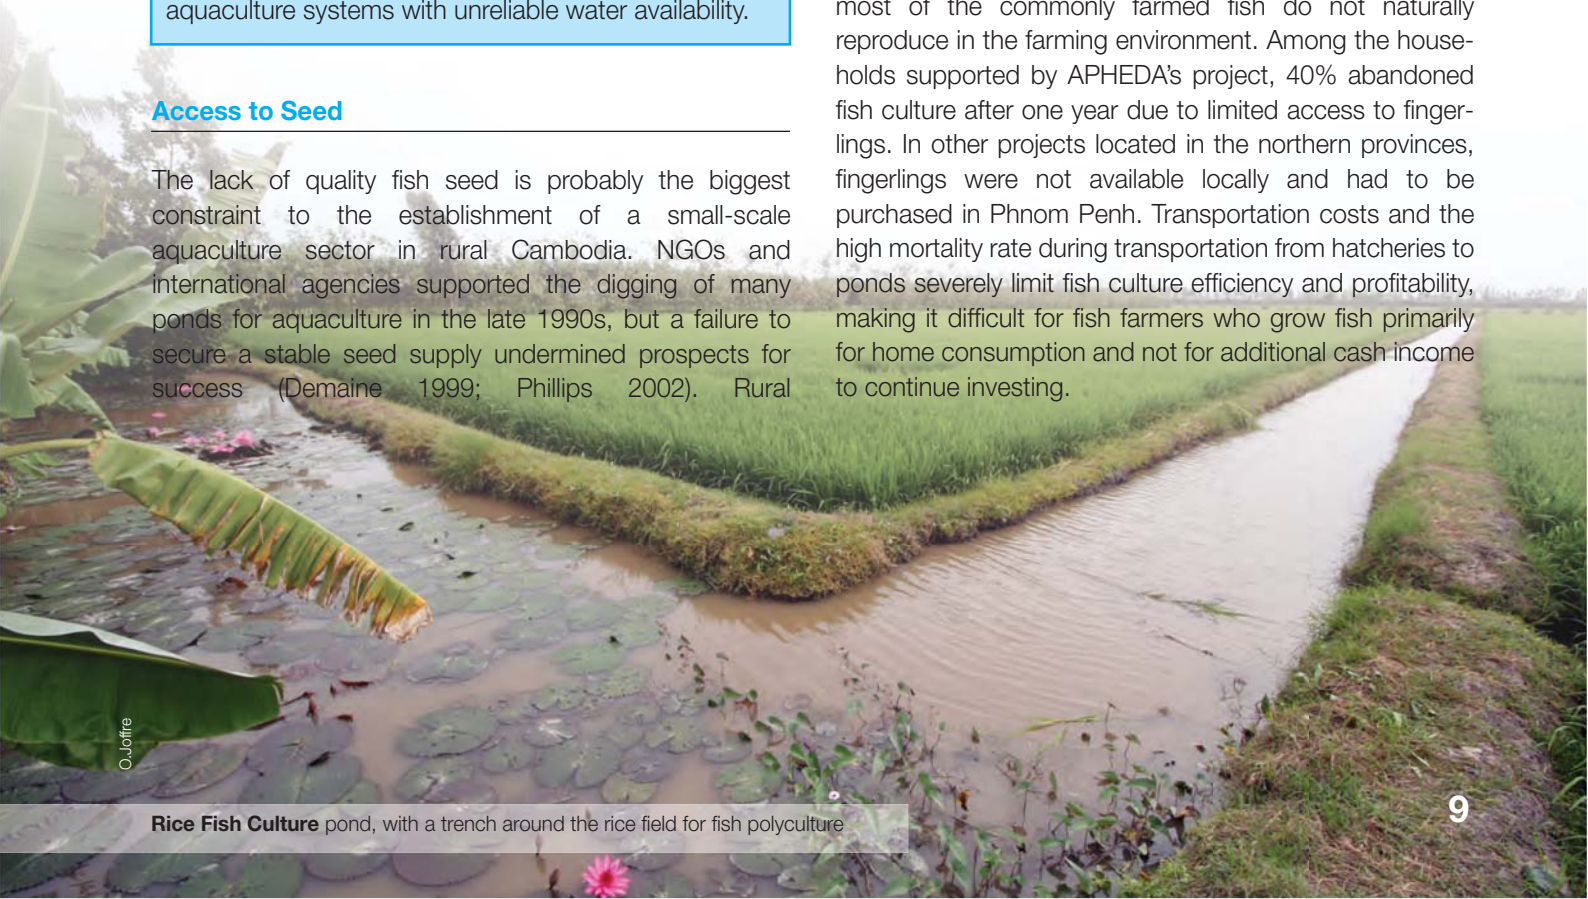 aquaculture systems with unreliable water availability.
Access to Seed
The lack of quality fish seed is probably the biggest
constraint to the establishment of a small-scale
aquaculture sector in rural Cambodia. NGOs and
international agencies supported the digging of many
ponds for aquaculture in the late 1990s, but a failure to
secure a stable seed supply undermined prospects for
success (Demaine 1999; Phillips 2002). Rural
most of the commonly farmed fish do not naturally
reproduce in the farming environment. Among the house-
holds supported by APHEDA's project, 40% abandoned
fish culture after one year due to limited access to finger-
lings. In other projects located in the northern provinces,
fingerlings were not available locally and had to be
purchased in Phnom Penh. Transportation costs and the
high mortality rate during transportation from hatcheries to
ponds severely limit fish culture efficiency and profitability,
making it difficult for fish farmers who grow fish primarily
for home consumption and not for additional cash income
to continue investing.
O.Joffre
Rice Fish Culture pond, with a trench around the rice field for fish polyculture
9